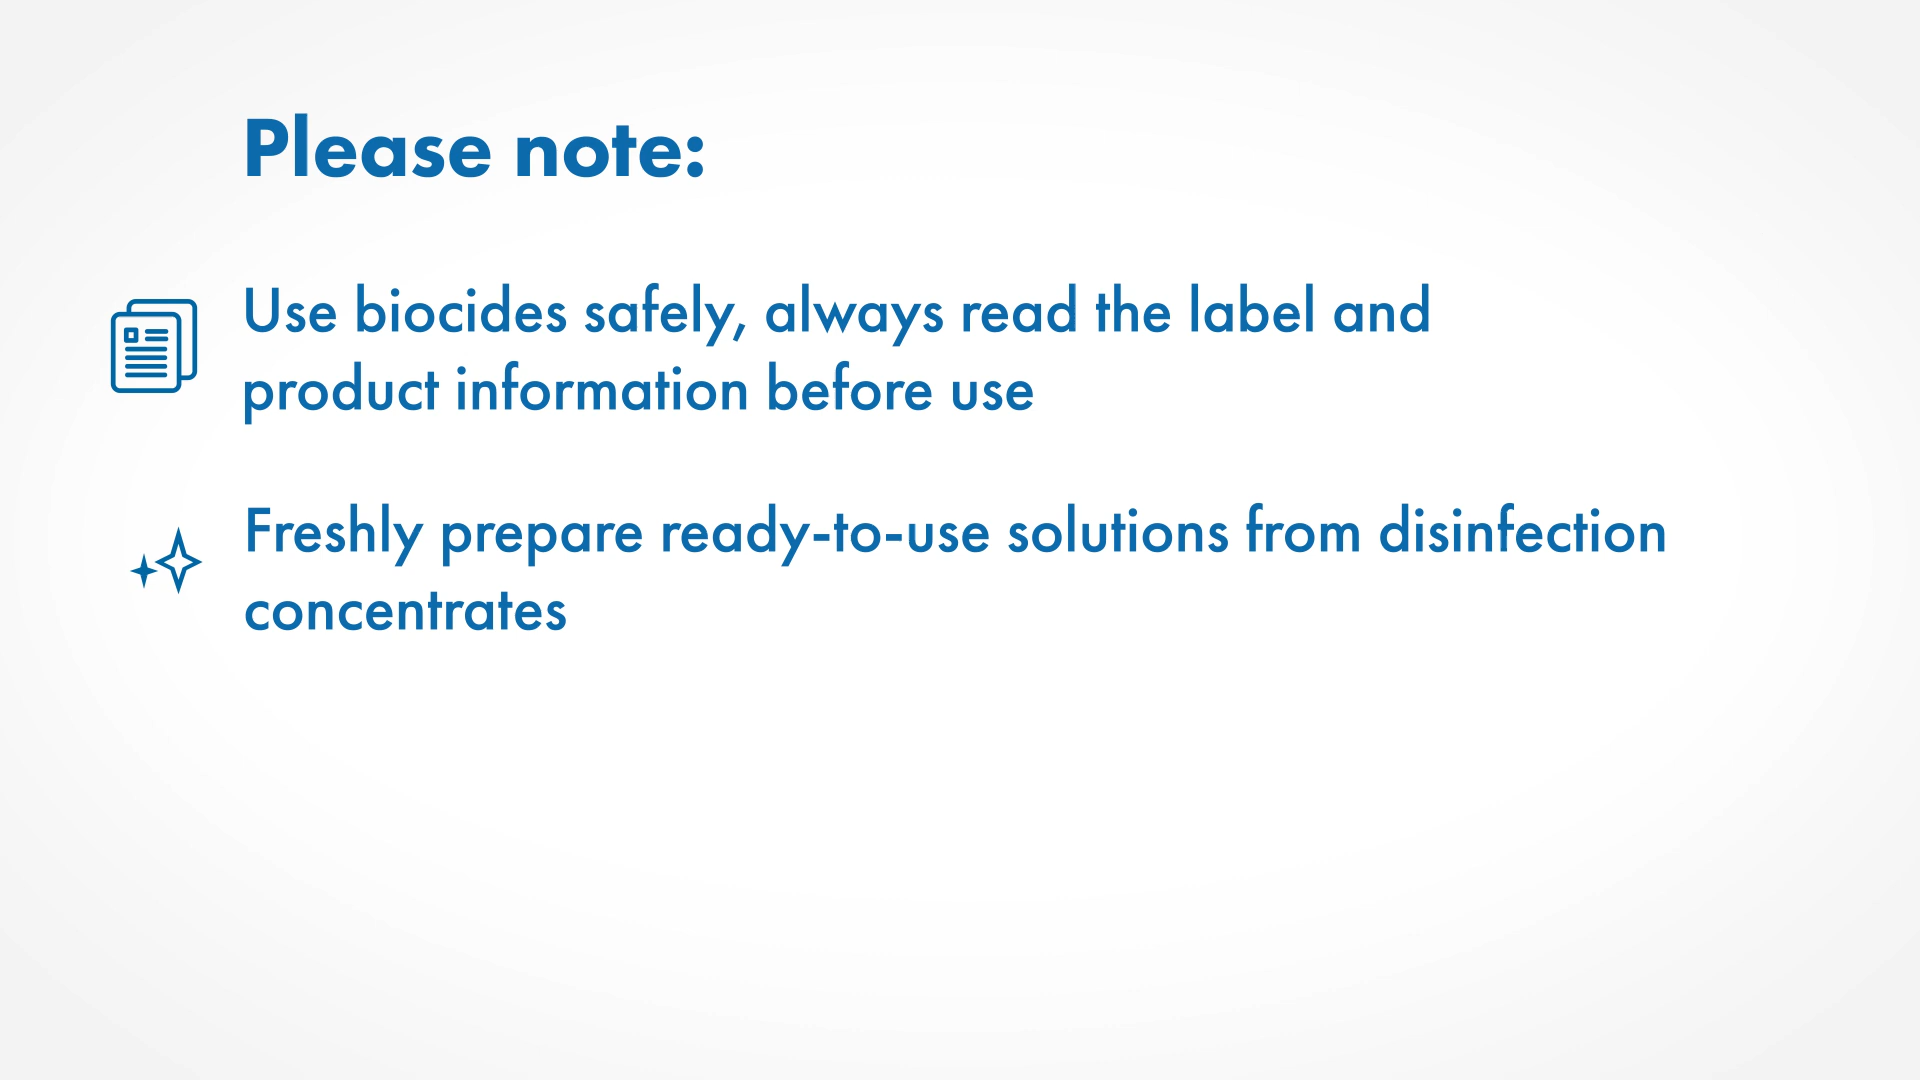 Please note:
Use biocides safely, always read the label and
product information before use
Freshly prepare ready-to-use solutions from disinfection
concentrates